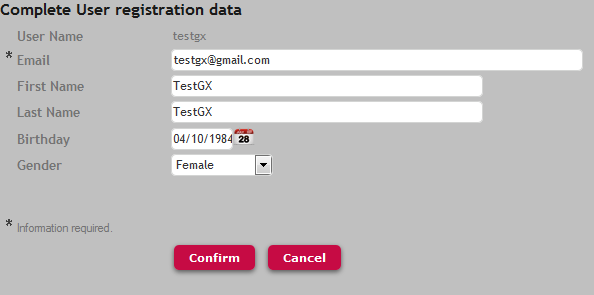 Complete User registration data
User Name testgx
* Email testgx@gmail.com
First Name TestGX
Last Name TestGX
Birthday 04/10/1984 28
Gender Female
* Information required.
Confirm Cancel